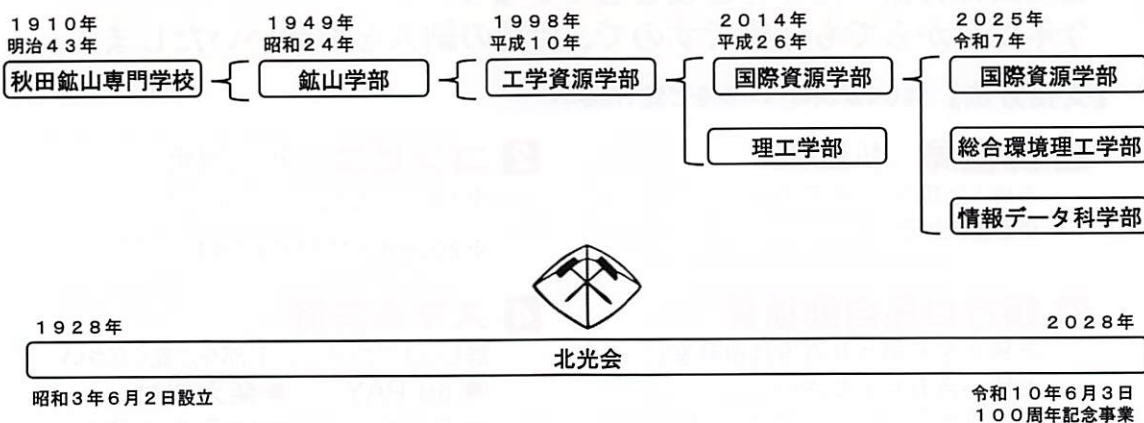 1910年
明治43年
秋田鉱山専門学校
1949年
昭和24年
鉱山学部
1998年
平成10年
工学資源学部
2014年
平成26年
国際資源学部
理工学部
2025年
令和7年
国際資源学部
総合環境理工学部
情報データ科学部
1928年
2028年
北光会
昭和3年6月2日設立
令和10年6月3日
100周年記念事業